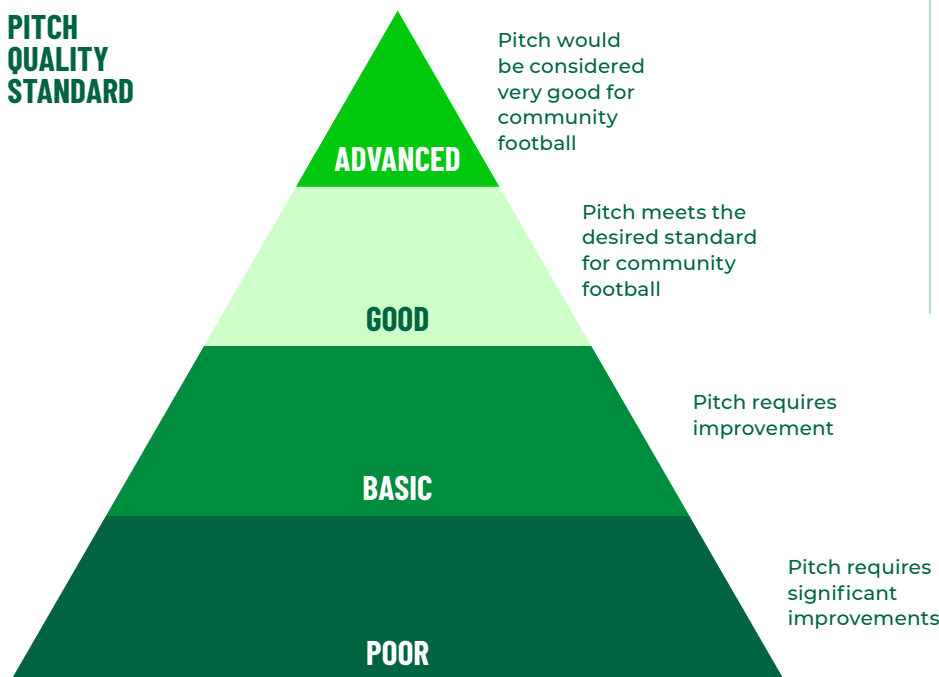 PITCH
QUALITY
STANDARD
Pitch would
be considered
very good for
community
football
ADVANCED
Pitch meets the
desired standard
for community
football
GOOD
Pitch requires
improvement
BASIC
Pitch requires
significant
improvements
POOR